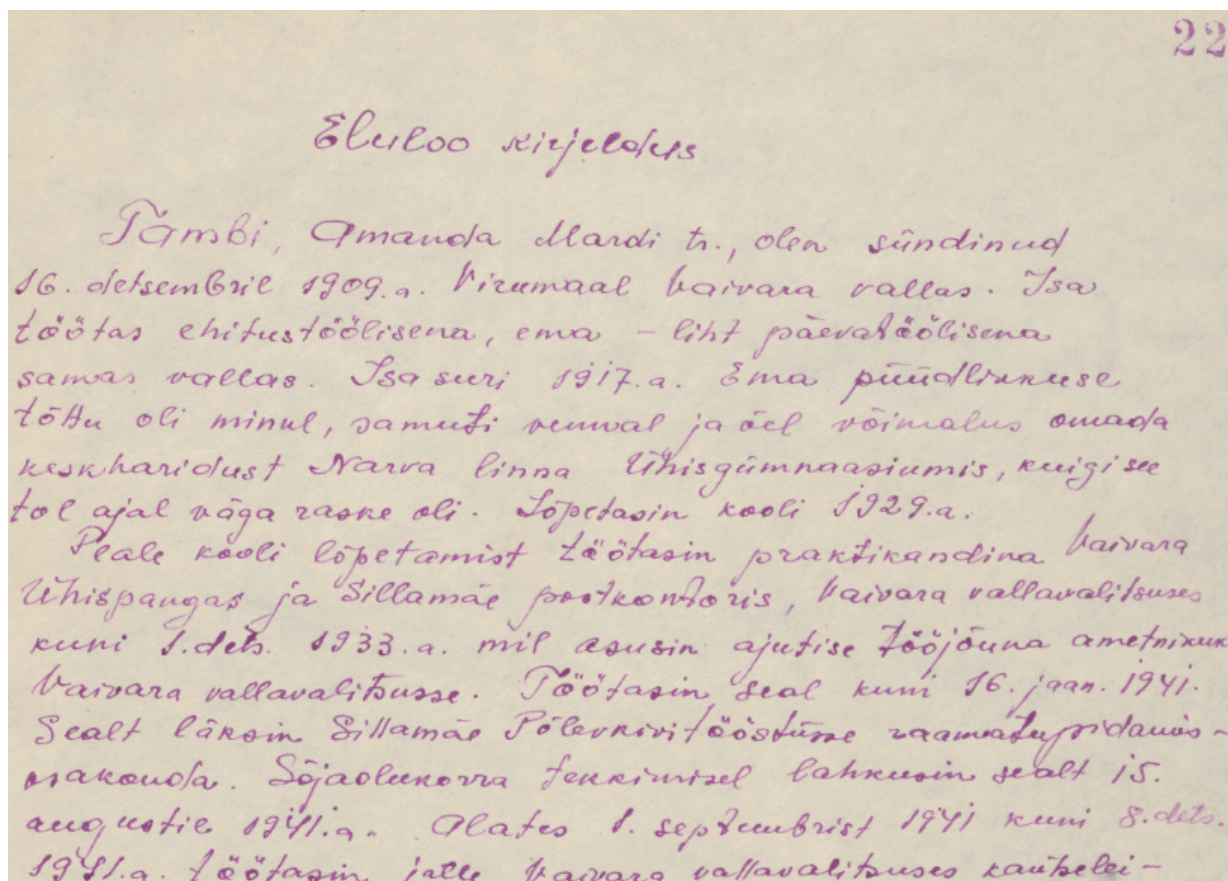 22
Eluloo kirjeldus
Tambi, Amanda Mardi tr., olen sündinud
16. detsembril 1909.a. Virumaal Vaivara vallas. Isa
töötas ehitustöölisena, ema - liht päevatöölisena
samas vallas. Isa suri 1917.a. Ema püüdlikkuse
tõttu oli minul, samuti vennal ja õel võimalus omada
keskharidust Narva linna Ühisgümnaasiumis, kuigi see
tol ajal väga raske oli. Lõpetasin kooli 1929.a.
Peale kooli lõpetamist töötasin praktikandina Vaivara
Ühispangas ja Sillamäe postkontoris, Vaivara vallavalitsuses
kuni 1. dets. 1933.a. mil asusin ajutise tööjõuna ametnikuk
Vaivara vallavalitsusse. Töötasin seal kuni 16. jaan. 1941.
Sealt läksin Sillamäe Põlevkivitööstusse raamatupidamis-
osakonda. Sõjaolukorra tekkimisel lahkusin sealt 15.
augustil 1941.a. Alates 1. septembrist 1941 kuni 8. dets.
1941.a. töötasin jälle Vaivara vallavalitsuses kantselei-